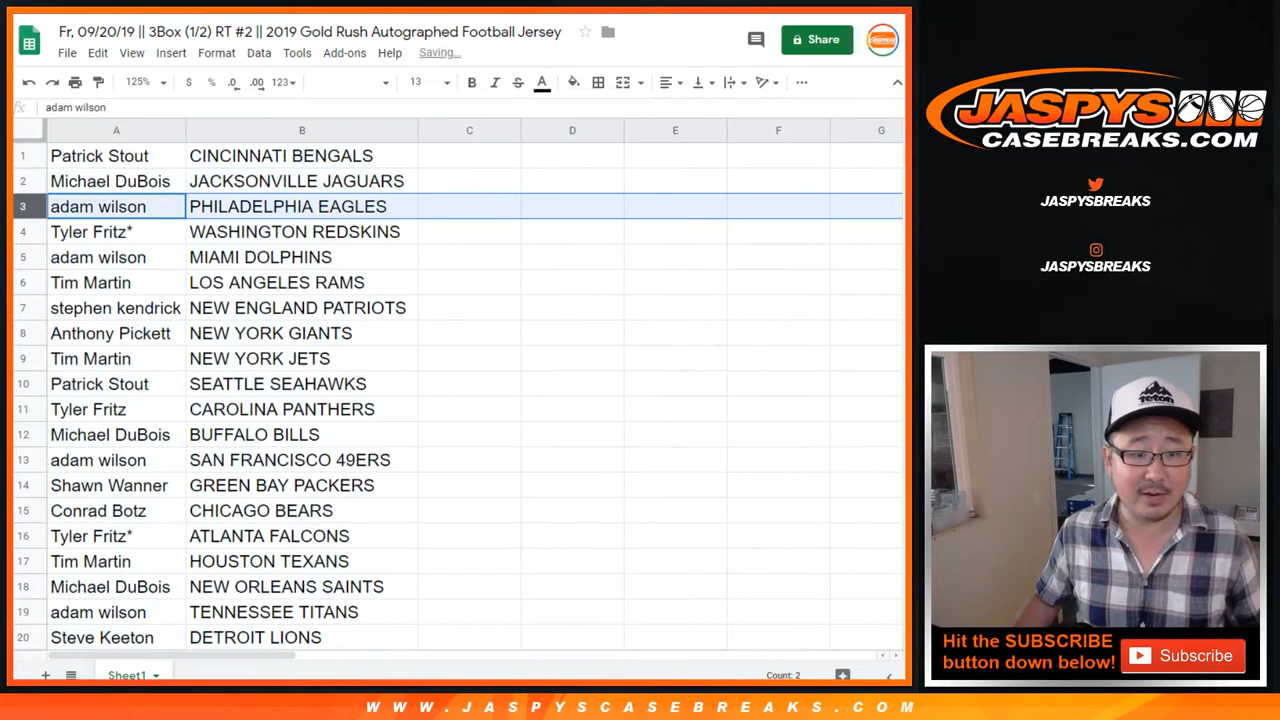 Fr, 09/20/19 || 3Box (1/2) RT #2 || 2019 Gold Rush Autographed Football Jersey
File Edit View Insert Format Data Tools Add-ons Help Saving...
Share
125% $ % .0 .00 123 13 B I S A
fx adam wilson
A B C D E F G
1 Patrick Stout CINCINNATI BENGALS
2 Michael DuBois JACKSONVILLE JAGUARS
3 adam wilson PHILADELPHIA EAGLES
4 Tyler Fritz* WASHINGTON REDSKINS
5 adam wilson MIAMI DOLPHINS
6 Tim Martin LOS ANGELES RAMS
7 stephen kendrick NEW ENGLAND PATRIOTS
8 Anthony Pickett NEW YORK GIANTS
9 Tim Martin NEW YORK JETS
10 Patrick Stout SEATTLE SEAHAWKS
11 Tyler Fritz CAROLINA PANTHERS
12 Michael DuBois BUFFALO BILLS
13 adam wilson SAN FRANCISCO 49ERS
14 Shawn Wanner GREEN BAY PACKERS
15 Conrad Botz CHICAGO BEARS
16 Tyler Fritz* ATLANTA FALCONS
17 Tim Martin HOUSTON TEXANS
18 Michael DuBois NEW ORLEANS SAINTS
19 adam wilson TENNESSEE TITANS
20 Steve Keeton DETROIT LIONS
Sheet1
Count: 2
JASPYS
CASEBREAKS.COM
JASPYSBREAKS
JASPYSBREAKS
teton
Hit the SUBSCRIBE
button down below!
Subscribe
WWW.JASPYSCASEBREAKS.COM